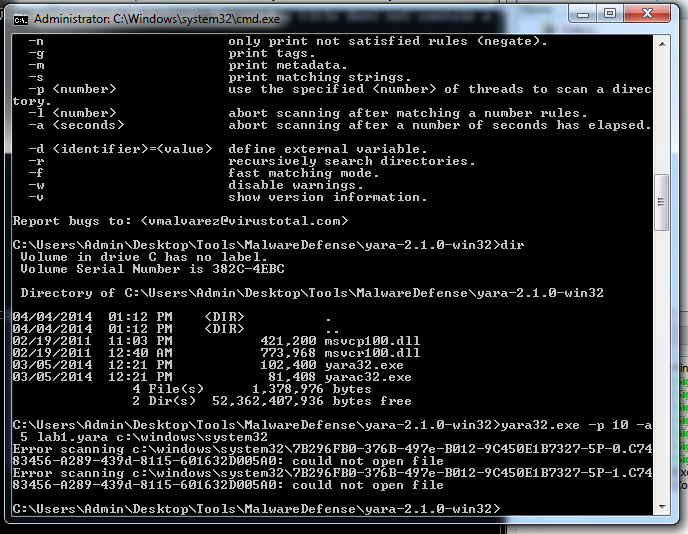 Administrator: C:\Windows\system32\cmd.exe
-n                        only print not satisfied rules (negate).
-g                        print tags.
-m                        print metadata.
-s                        print matching strings.
-p <number>               use the specified <number> of threads to scan a direc
tory.
-l <number>               abort scanning after matching a number rules.
-a <seconds>              abort scanning after a number of seconds has elapsed.
-d <identifier>=<value>   define external variable.
-r                        recursively search directories.
-f                        fast matching mode.
-w                        disable warnings.
-v                        show version information.
Report bugs to: <vmalvarez@virustotal.com>
C:\Users\Admin\Desktop\Tools\MalwareDefense\yara-2.1.0-win32>dir
Volume in drive C has no label.
Volume Serial Number is 382C-4EBC
Directory of C:\Users\Admin\Desktop\Tools\MalwareDefense\yara-2.1.0-win32
04/04/2014  01:12 PM    <DIR>          .
04/04/2014  01:12 PM    <DIR>          ..
02/19/2011  11:03 PM           421,200 msvcp100.dll
02/19/2011  12:40 AM           773,968 msvcr100.dll
03/05/2014  12:21 PM           102,400 yara32.exe
03/05/2014  12:21 PM            81,408 yarac32.exe
4 File(s)      1,378,976 bytes
2 Dir(s)  52,362,407,936 bytes free
C:\Users\Admin\Desktop\Tools\MalwareDefense\yara-2.1.0-win32>yara32.exe -p 10 -a
5 lab1.yara c:\windows\system32
Error scanning c:\windows\system32\7B296FB0-376B-497e-B012-9C450E1B7327-5P-0.C74
83456-A289-439d-8115-601632D005A0: could not open file
Error scanning c:\windows\system32\7B296FB0-376B-497e-B012-9C450E1B7327-5P-1.C74
83456-A289-439d-8115-601632D005A0: could not open file
C:\Users\Admin\Desktop\Tools\MalwareDefense\yara-2.1.0-win32>